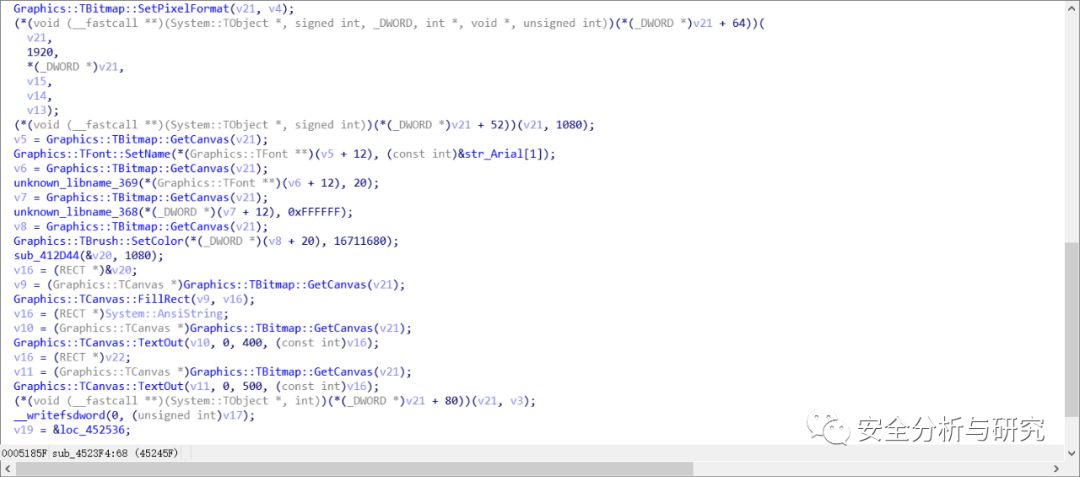 Graphics::TBitmap::SetPixelFormat(v21, v4);
(*(void (__fastcall **)(TObject *, signed int, _DWORD, int *, void *, unsigned int))(*(_DWORD *)v21 + 64))(
v21,
1920,
*(_DWORD *)v21,
v15,
v14,
v13);
(*(void (__fastcall **)(System::TObject *, signed int))(*(_DWORD *)v21 + 52))(v21, 1080);
v5 = Graphics::TBitmap::GetCanvas(v21);
Graphics::TFont::SetName(*(Graphics::TFont **)(v5 + 12), (const int)&str_Arial[1]);
v6 = Graphics::TBitmap::GetCanvas(v21);
unknown_libname_369(*(Graphics::TFont **)(v6 + 12), 20);
v7 = Graphics::TBitmap::GetCanvas(v21);
unknown_libname_368(*(_DWORD *)(v7 + 12), 0xFFFFFF);
v8 = Graphics::TBitmap::GetCanvas(v21);
Graphics::TBrush::SetColor(*(_DWORD *)(v8 + 20), 16711680);
sub_412D44(&v20, 1080);
v16 = (RECT *)&v20;
v9 = (Graphics::TCanvas *)Graphics::TBitmap::GetCanvas(v21);
Graphics::TCanvas::FillRect(v9, v16);
v16 = (RECT *)System::AnsiString;
v10 = (Graphics::TCanvas *)Graphics::TBitmap::GetCanvas(v21);
Graphics::TCanvas::TextOut(v10, 0, 400, (const int)v16);
v16 = (RECT *)v22;
v11 = (Graphics::TCanvas *)Graphics::TBitmap::GetCanvas(v21);
Graphics::TCanvas::TextOut(v11, 0, 500, (const int)v16);
(*(void (__fastcall **)(System::TObject *, int))(*(_DWORD *)v21 + 80))(v21, v3);
__writefsdword(0, (unsigned int)v17);
v19 = &loc_452536;
安全分析与研究
0005185F sub_4523F4:68 (45245F)